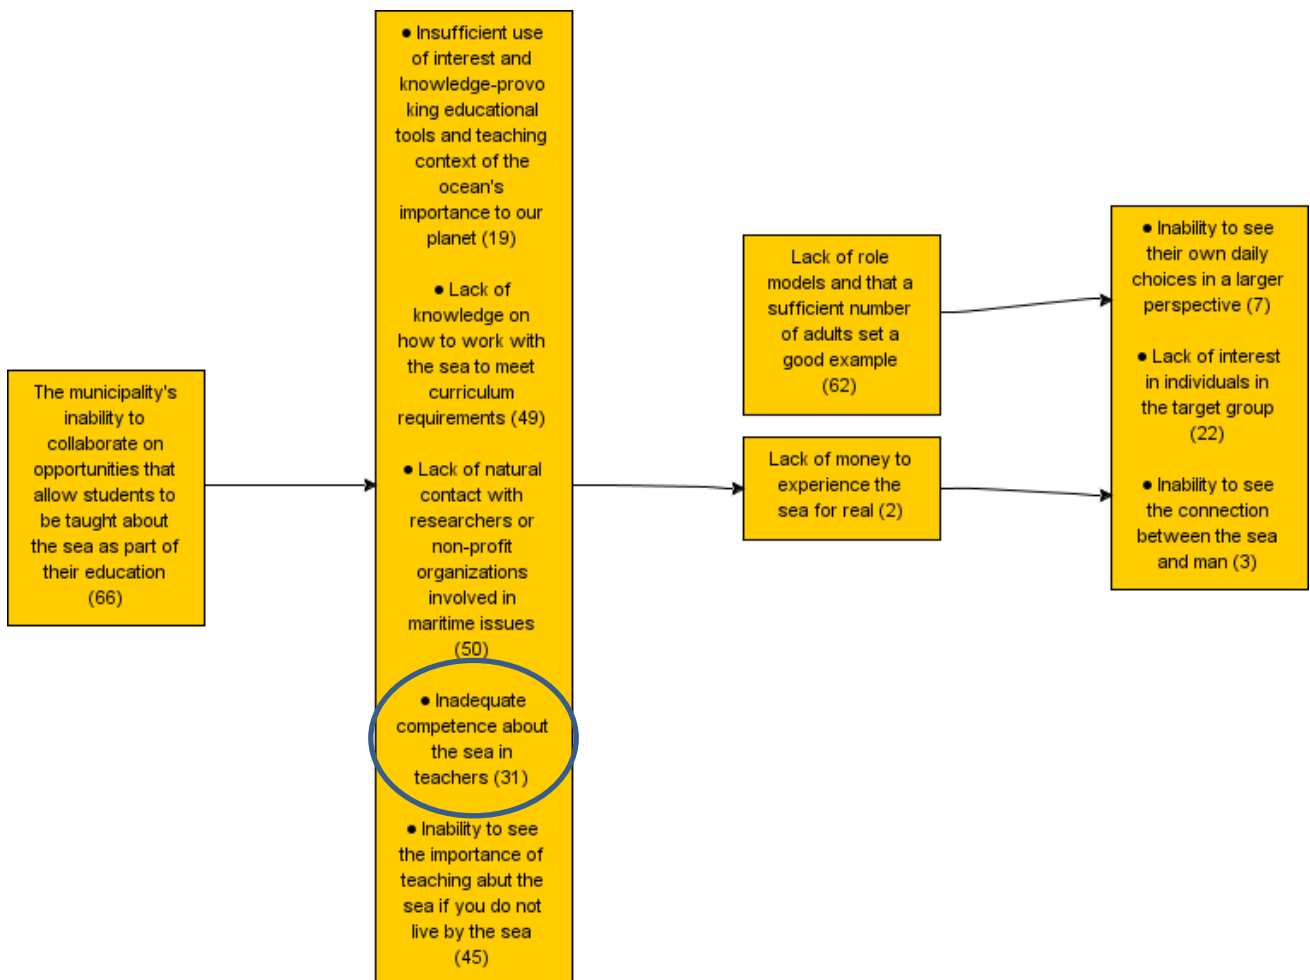 The municipality's
inability to
collaborate on
opportunities that
allow students to
be taught about
the sea as part of
their education
(66)
● Insufficient use
of interest and
knowledge-provo
king educational
tools and teaching
context of the
ocean's
importance to our
planet (19)
● Lack of
knowledge on
how to work with
the sea to meet
curriculum
requirements (49)
● Lack of natural
contact with
researchers or
non-profit
organizations
involved in
maritime issues
(50)
● Inadequate
competence about
the sea in
teachers (31)
● Inability to see
the importance of
teaching abut the
sea if you do not
live by the sea
(45)
Lack of role
models and that a
sufficient number
of adults set a
good example
(62)
Lack of money to
experience the
sea for real (2)
● Inability to see
their own daily
choices in a larger
perspective (7)
● Lack of interest
in individuals in
the target group
(22)
● Inability to see
the connection
between the sea
and man (3)